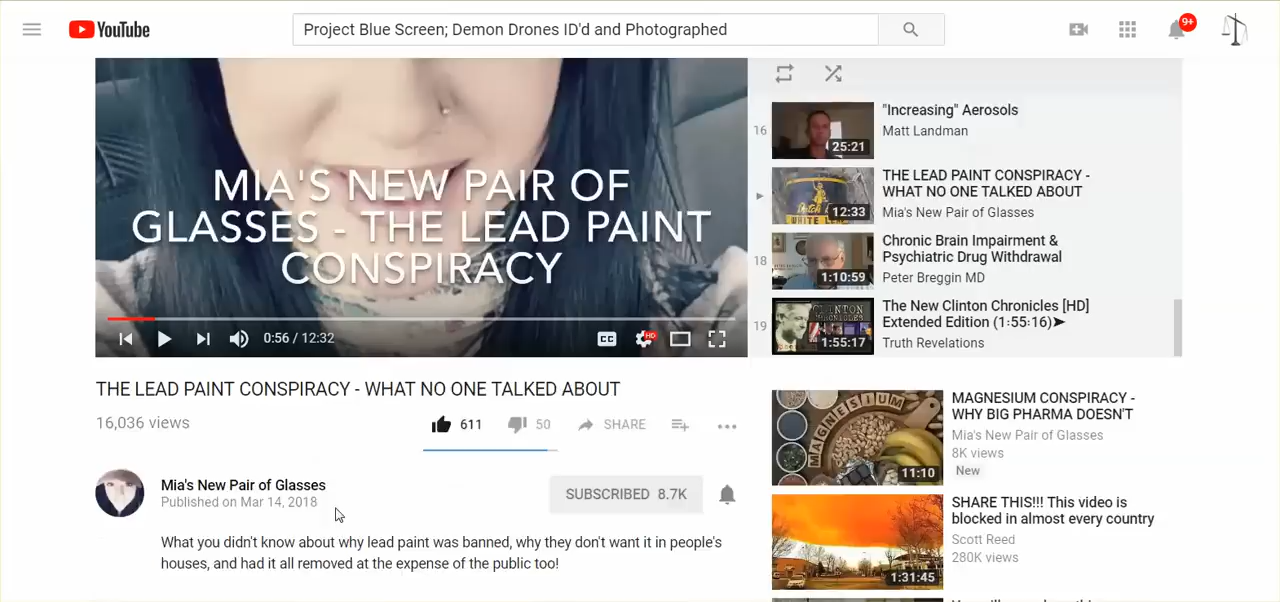 YouTube
Project Blue Screen; Demon Drones ID'd and Photographed
9+
MIA'S NEW PAIR OF
GLASSES - THE LEAD PAINT
CONSPIRACY
0:56 / 12:32
CC
HD
THE LEAD PAINT CONSPIRACY - WHAT NO ONE TALKED ABOUT
16,036 views
611
50
SHARE
Mia's New Pair of Glasses
Published on Mar 14, 2018
SUBSCRIBED 8.7K
What you didn't know about why lead paint was banned, why they don't want it in people's
houses, and had it all removed at the expense of the public too!
16
25:21
"Increasing" Aerosols
Matt Landman
WHITE
12:33
THE LEAD PAINT CONSPIRACY -
WHAT NO ONE TALKED ABOUT
Mia's New Pair of Glasses
18
1:10:59
Chronic Brain Impairment &
Psychiatric Drug Withdrawal
Peter Breggin MD
19
CLINTON
CHRONICLES
1:55:17
The New Clinton Chronicles [HD]
Extended Edition (1:55:16)➤
Truth Revelations
MAGNESIUM
11:10
MAGNESIUM CONSPIRACY -
WHY BIG PHARMA DOESN'T
Mia's New Pair of Glasses
8K views
New
1:31:45
SHARE THIS!!! This video is
blocked in almost every country
Scott Reed
280K views